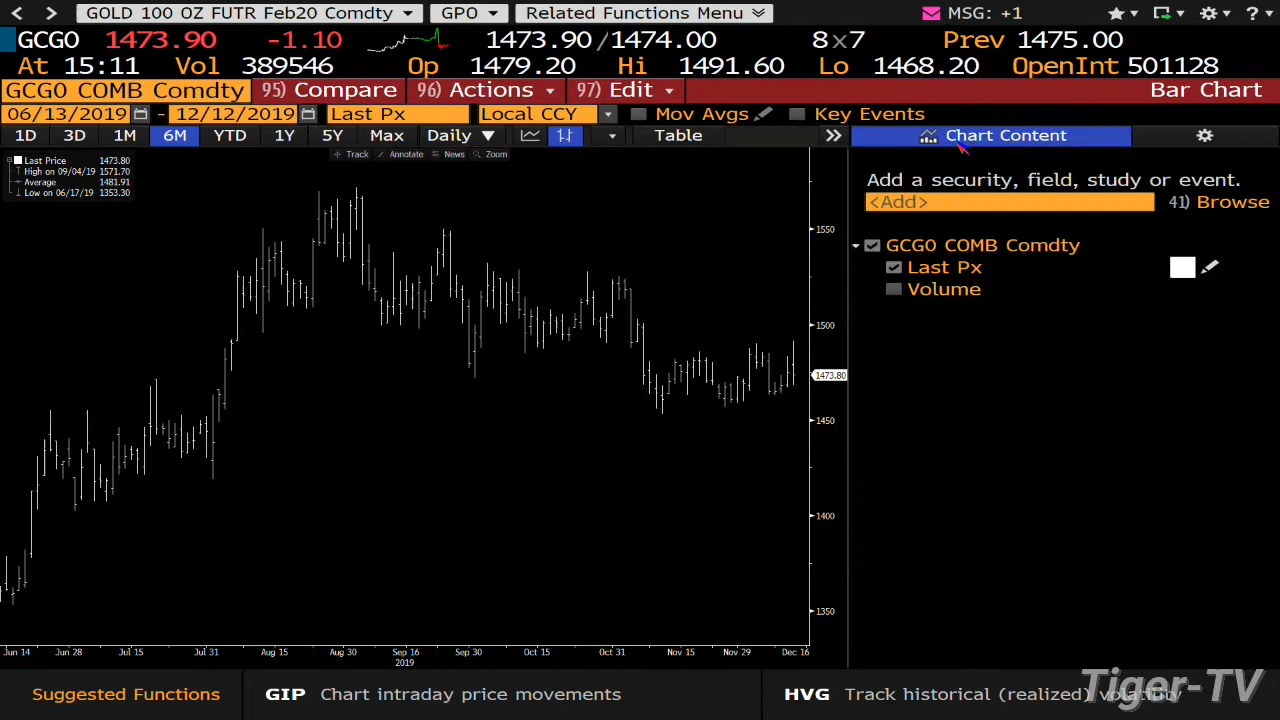 GOLD 100 OZ FUTR Feb20 Comdty GPO Related Functions Menu MSG: +1 ?
GCG0 1473.90 -1.10 1473.90/1474.00 8x7 Prev 1475.00
At 15:11 Vol 389546 Op 1479.20 Hi 1491.60 Lo 1468.20 OpenInt 501128
GCG0 COMB Comdty 95) Compare 96) Actions 97) Edit Bar Chart
06/13/2019 - 12/12/2019 Last Px Local CCY Mov Avgs Key Events
1D 3D 1M 6M YTD 1Y 5Y Max Daily Table Chart Content
Track Annotate News Zoom
Last Price 1473.80
High on 09/04/19 1571.70
Average 1481.91
Low on 06/17/19 1353.30
Add a security, field, study or event.
<Add> 41) Browse
GCG0 COMB Comdty
Last Px
Volume
1550
1500
1473.80
1450
1400
1350
Jun 14 Jun 28 Jul 15 Jul 31 Aug 15 Aug 30 Sep 16 Sep 30 Oct 15 Oct 31 Nov 15 Nov 29 Dec 16
2019
Suggested Functions GIP Chart intraday price movements HVG Track historical (realized) volatility
Tiger-TV